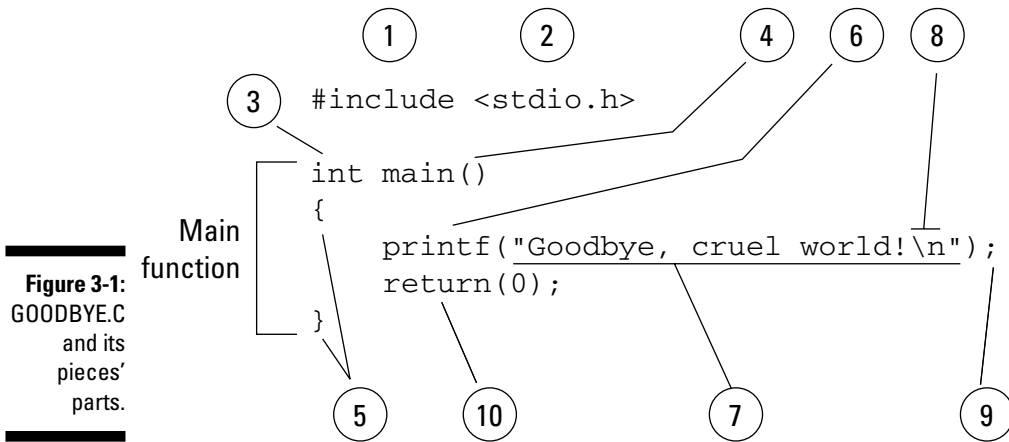 1 2 4 6 8
3 #include <stdio.h>
int main()
{
Main
function
printf("Goodbye, cruel world!\n");
return(0);
}
Figure 3-1:
GOODBYE.C
and its
pieces'
parts.
5 10 7 9